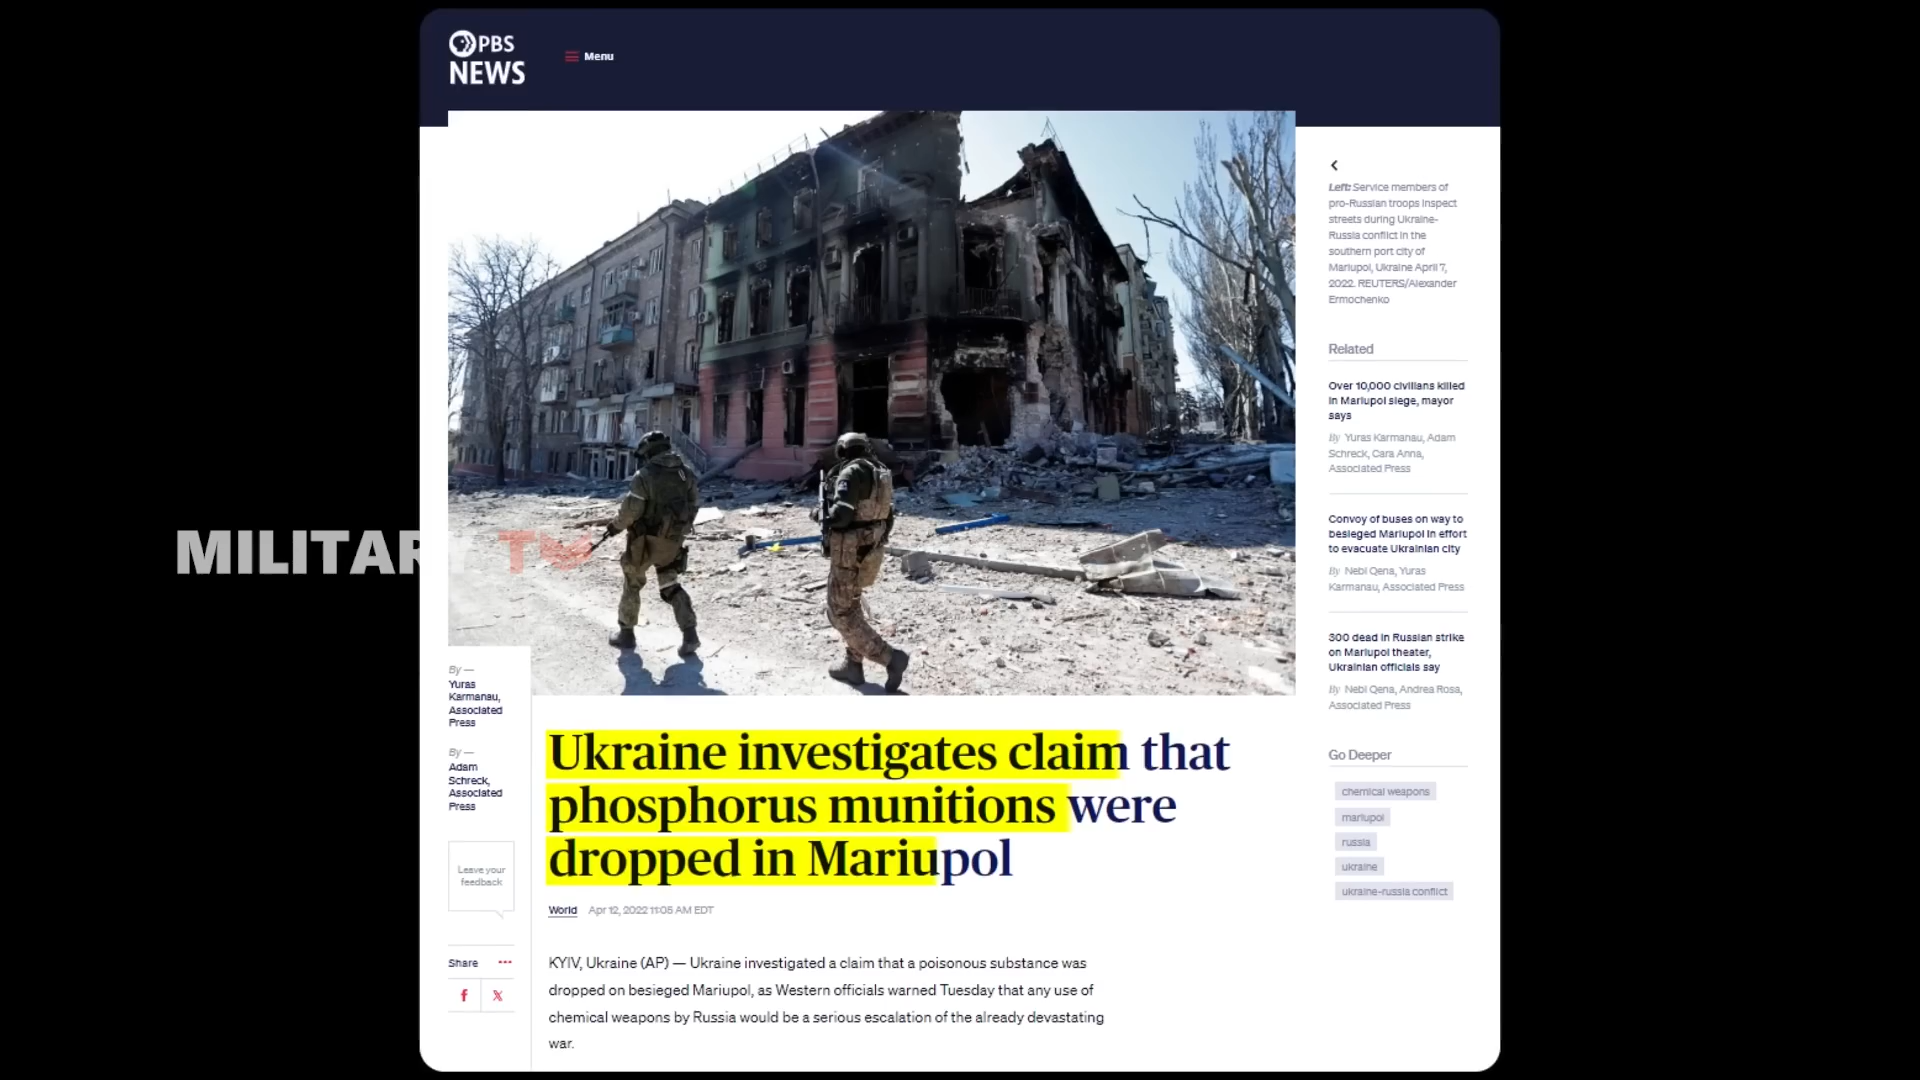 PBS
NEWS
Menu
Left: Service members of
pro-Russian troops inspect
streets during Ukraine-
Russia conflict in the
southern port city of
Mariupol, Ukraine April 7,
2022. REUTERS/Alexander
Ermochenko
Related
Over 10,000 civilians killed
in Mariupol siege, mayor
says
By Yuras Karmanau, Adam
Schreck, Cara Anna,
Associated Press
Convoy of buses on way to
besieged Mariupol in effort
to evacuate Ukrainian city
By Nebi Qena, Yuras
Karmanau, Associated Press
300 dead in Russian strike
on Mariupol theater,
Ukrainian officials say
By Nebi Qena, Andrea Rosa,
Associated Press
Go Deeper
chemical weapons
mariupol
russia
ukraine
ukraine-russia conflict
MILITARY TV
By —
Yuras
Karmanau,
Associated
Press
By —
Adam
Schreck,
Associated
Press
Leave your
feedback
Share
Ukraine investigates claim that
phosphorus munitions were
dropped in Mariupol
World Apr 12, 2022 11:05 AM EDT
KYIV, Ukraine (AP) — Ukraine investigated a claim that a poisonous substance was
dropped on besieged Mariupol, as Western officials warned Tuesday that any use of
chemical weapons by Russia would be a serious escalation of the already devastating
war.